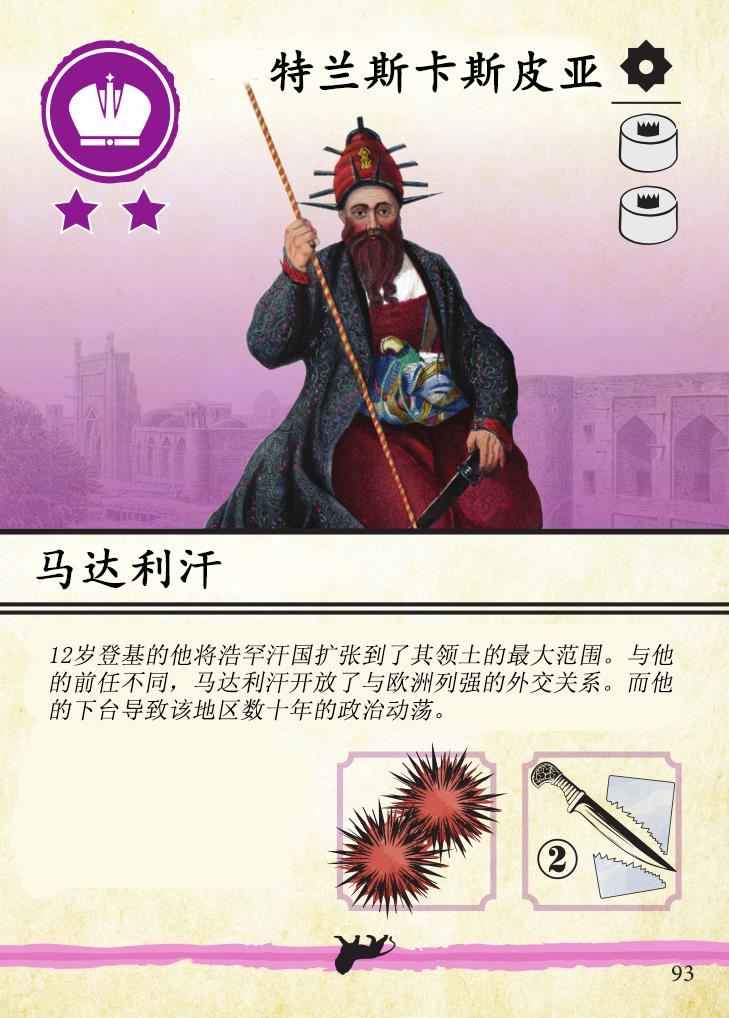 特兰斯卡斯皮亚
马达利汗
12岁登基的他将浩罕汗国扩张到了其领土的最大范围。与他
的前任不同，马达利汗开放了与欧洲列强的外交关系。而他
的下台导致该地区数十年的政治动荡。
2
93